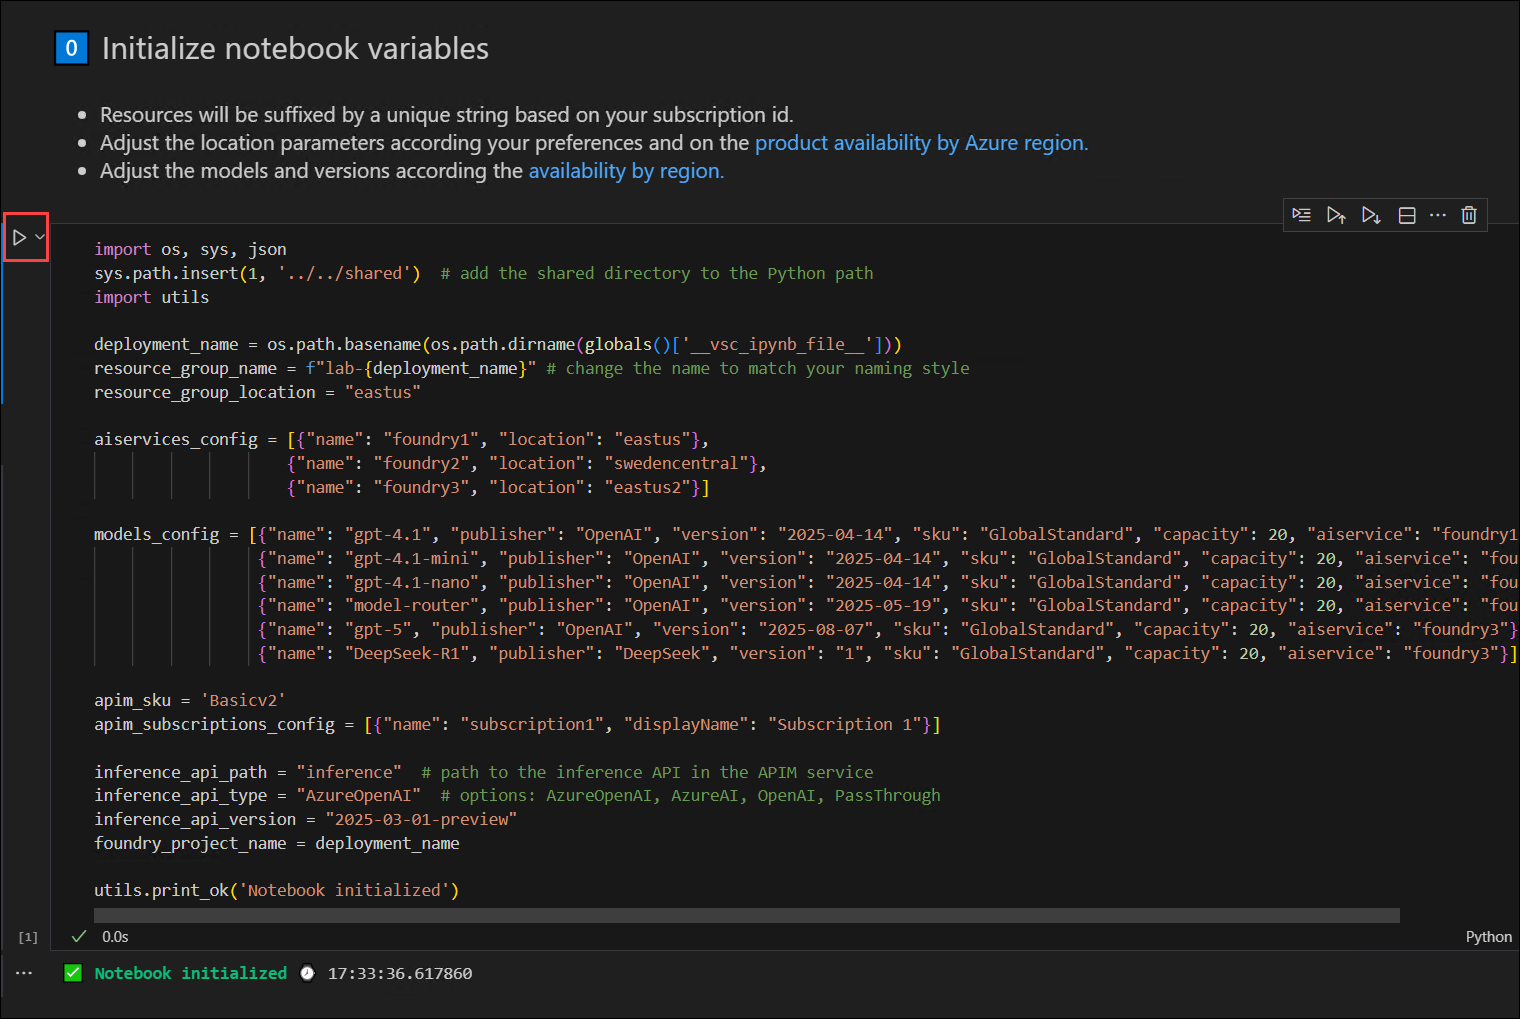 0 Initialize notebook variables
• Resources will be suffixed by a unique string based on your subscription id.
• Adjust the location parameters according your preferences and on the product availability by Azure region.
• Adjust the models and versions according the availability by region.
import os, sys, json
sys.path.insert(1, '../../shared')  # add the shared directory to the Python path
import utils
deployment_name = os.path.basename(os.path.dirname(globals()['__vsc_ipynb_file__']))
resource_group_name = f"lab-{deployment_name}" # change the name to match your naming style
resource_group_location = "eastus"
aiservices_config = [{"name": "foundry1", "location": "eastus"},
{"name": "foundry2", "location": "swedencentral"},
{"name": "foundry3", "location": "eastus2"}]
models_config = [{"name": "gpt-4.1", "publisher": "OpenAI", "version": "2025-04-14", "sku": "GlobalStandard", "capacity": 20, "aiservice": "foundry1
{"name": "gpt-4.1-mini", "publisher": "OpenAI", "version": "2025-04-14", "sku": "GlobalStandard", "capacity": 20, "aiservice": "fou
{"name": "gpt-4.1-nano", "publisher": "OpenAI", "version": "2025-04-14", "sku": "GlobalStandard", "capacity": 20, "aiservice": "fou
{"name": "model-router", "publisher": "OpenAI", "version": "2025-05-19", "sku": "GlobalStandard", "capacity": 20, "aiservice": "fou
{"name": "gpt-5", "publisher": "OpenAI", "version": "2025-08-07", "sku": "GlobalStandard", "capacity": 20, "aiservice": "foundry3"}
{"name": "DeepSeek-R1", "publisher": "DeepSeek", "version": "1", "sku": "GlobalStandard", "capacity": 20, "aiservice": "foundry3"}]
apim_sku = 'Basicv2'
apim_subscriptions_config = [{"name": "subscription1", "displayName": "Subscription 1"}]
inference_api_path = "inference"  # path to the inference API in the APIM service
inference_api_type = "AzureOpenAI"  # options: AzureOpenAI, AzureAI, OpenAI, PassThrough
inference_api_version = "2025-03-01-preview"
foundry_project_name = deployment_name
utils.print_ok('Notebook initialized')
[1] ✓ 0.0s Python
... ✅ Notebook initialized 17:33:36.617860